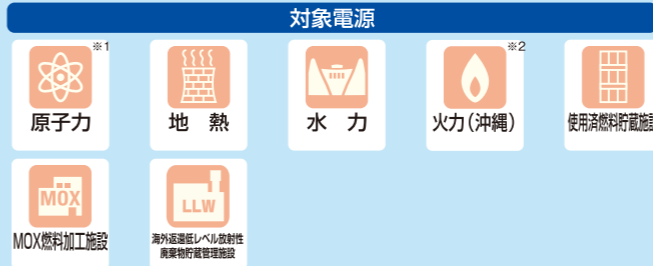 対象電源
※1
※2
原子力
地 熱
水 力
火力(沖縄)
使用済燃料貯蔵施設
MOX
LLW
MOX燃料加工施設
海外返還低レベル放射性
廃棄物貯蔵管理施設